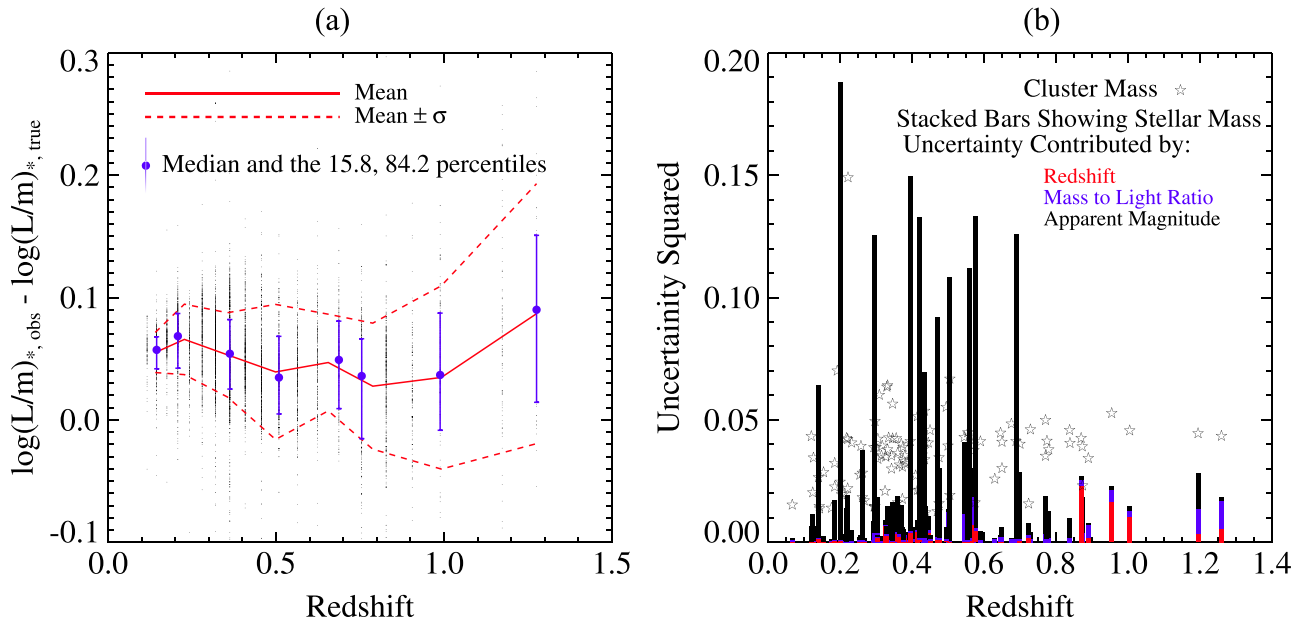 (a)
log(L/m)*, obs - log(L/m)*, true
0.3
0.2
0.1
0.0
-0.1
Mean
Mean ± σ
Median and the 15.8, 84.2 percentiles
0.0 0.5 1.0 1.5
Redshift
(b)
Uncertainty Squared
0.20
0.15
0.10
0.05
0.00
Cluster Mass ☆
Stacked Bars Showing Stellar Mass
Uncertainty Contributed by:
Redshift
Mass to Light Ratio
Apparent Magnitude
0.0 0.2 0.4 0.6 0.8 1.0 1.2 1.4
Redshift